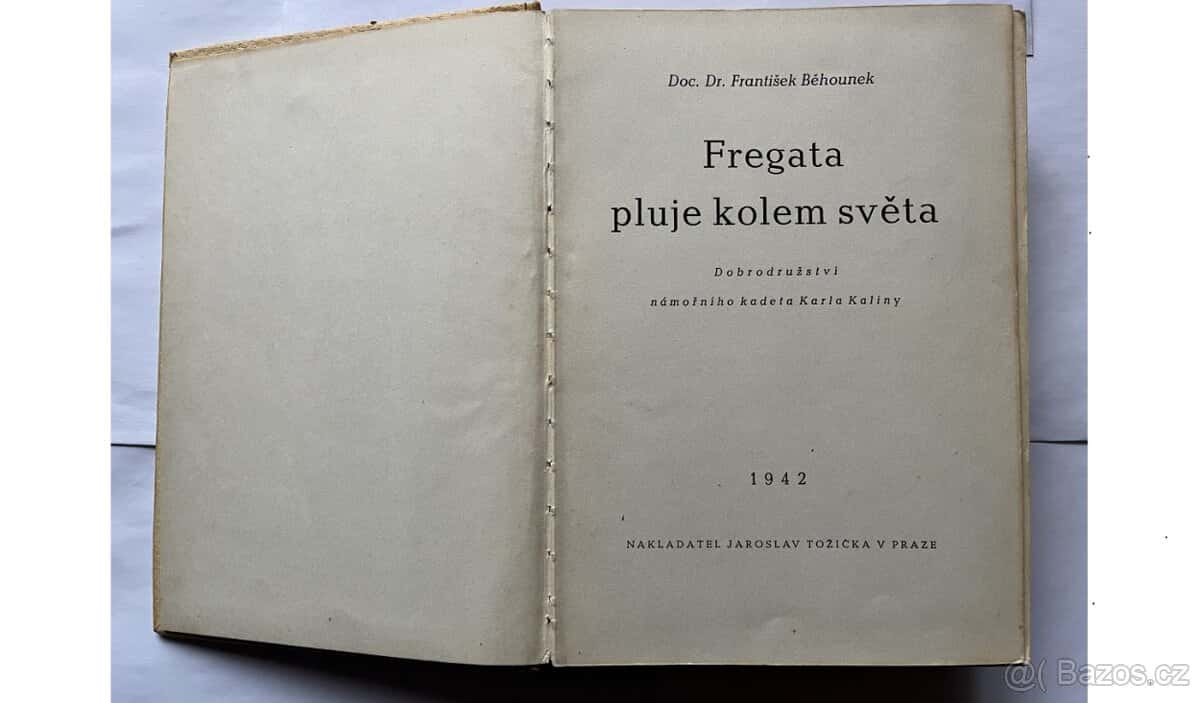 Doc. Dr. František Běhounek
Fregata
pluje kolem světa
Dobrodružství
námořního kadeta Karla Kaliny
1942
NAKLADATEL JAROSLAV TOŽIČKA V PRAZE
@( Bazos.cz